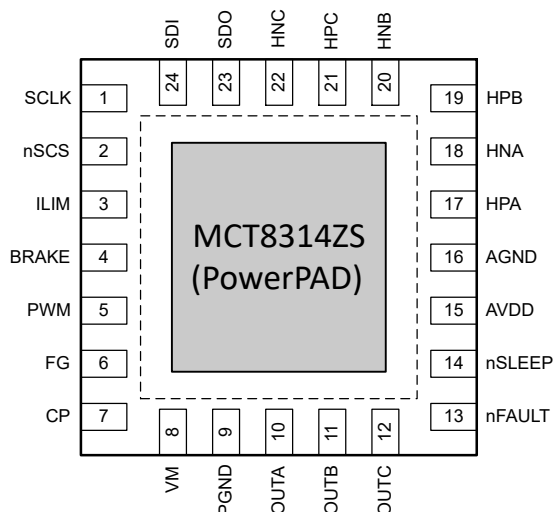 SDI
SDO
HNC
HPC
HNB
24
23
22
21
20
SCLK 1
19 HPB
nSCS 2
18 HNA
ILIM 3
17 HPA
MCT8314ZS
(PowerPAD)
BRAKE 4
16 AGND
PWM 5
15 AVDD
FG 6
14 nSLEEP
CP 7
13 nFAULT
8
9
10
11
12
VM
PGND
OUTA
OUTB
OUTC